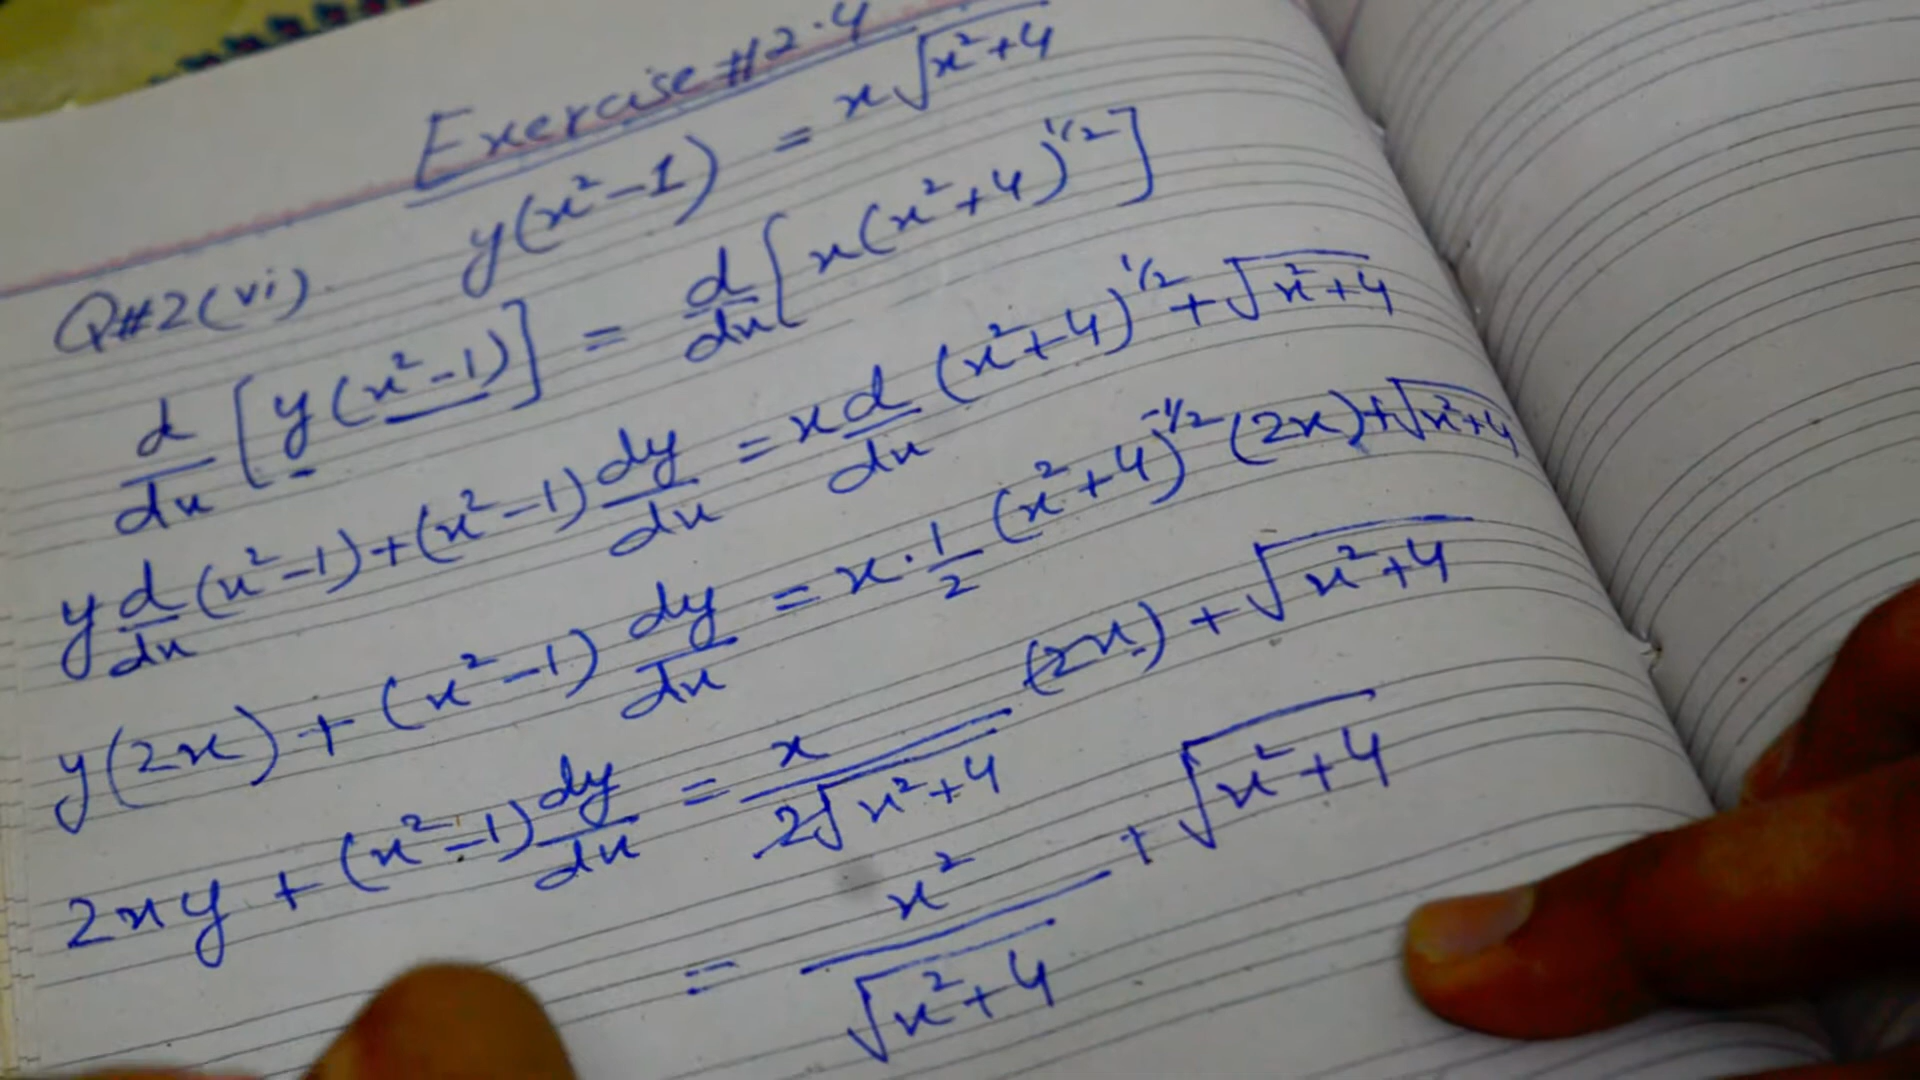 Exercise #2.4
Q#2(vi). y(x²-1) = x√(x²+4)
d/dx [y(x²-1)] = d/dx [x(x²+4)^1/2]
y d/dx (x²-1) + (x²-1) dy/dx = x d/dx (x²+4)^1/2 + √(x²+4)
y(2x) + (x²-1) dy/dx = x · 1/2 (x²+4)^-1/2 (2x) + √(x²+4)
2xy + (x²-1) dy/dx = x/2√(x²+4) (2x) + √(x²+4)
= x²/√(x²+4) + √(x²+4)